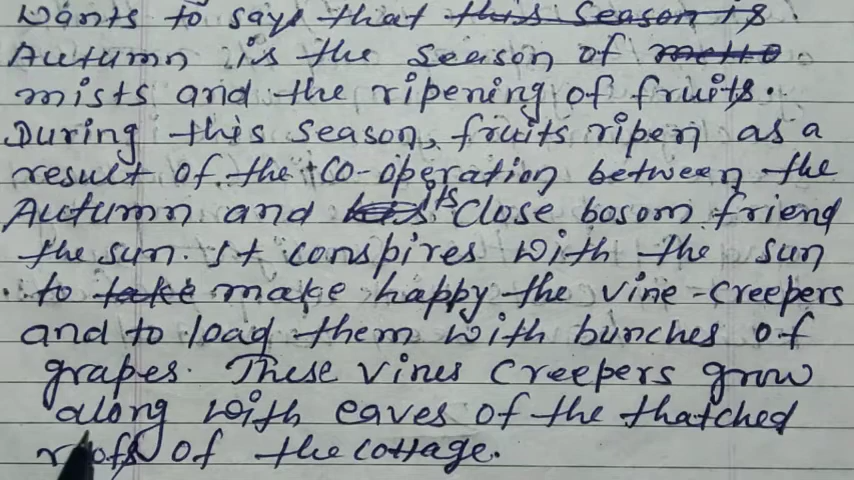 wants to say that this season is
Autumn is the season of
mists and the ripening of fruits.
During this season, fruits ripen as a
result of the co-operation between the
Autumn and its close bosom friend
the sun. It conspires with the sun
to take make happy the vine-creepers
and to load them with bunches of
grapes. These vines creepers grow
along with eaves of the thatched
roofs of the cottage.